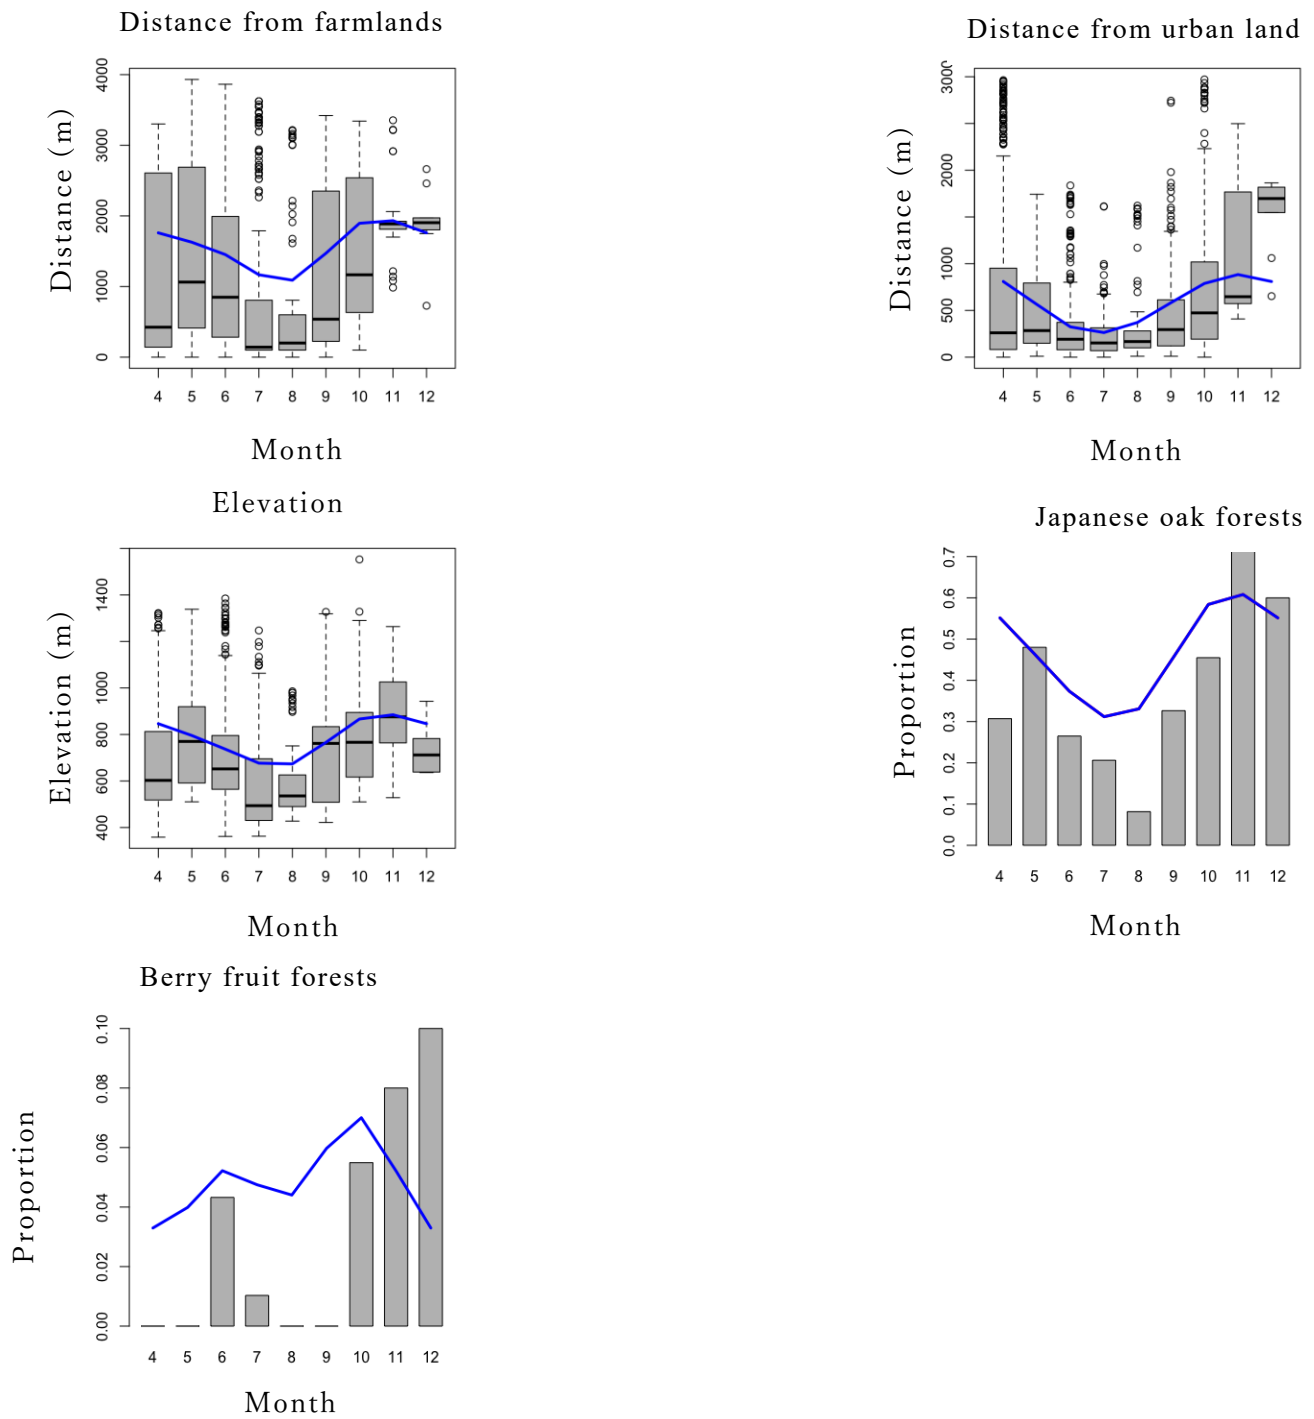 Distance from farmlands
Distance (m)
4000
3000
2000
1000
0
4 5 6 7 8 9 10 11 12
Month
Distance from urban land
Distance (m)
3000
2000
1000
500
0
4 5 6 7 8 9 10 11 12
Month
Elevation
Elevation (m)
1400
1000
800
600
400
4 5 6 7 8 9 10 11 12
Month
Japanese oak forests
Proportion
0.7
0.6
0.5
0.4
0.3
0.2
0.1
0.0
4 5 6 7 8 9 10 11 12
Month
Berry fruit forests
Proportion
0.10
0.08
0.06
0.04
0.02
0.00
4 5 6 7 8 9 10 11 12
Month